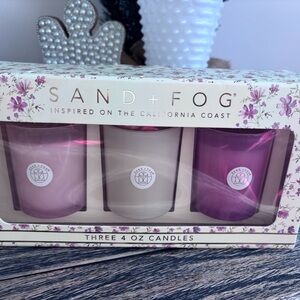 SAND + FOG®
INSPIRED ON THE CALIFORNIA COAST
THREE 4 OZ CANDLES